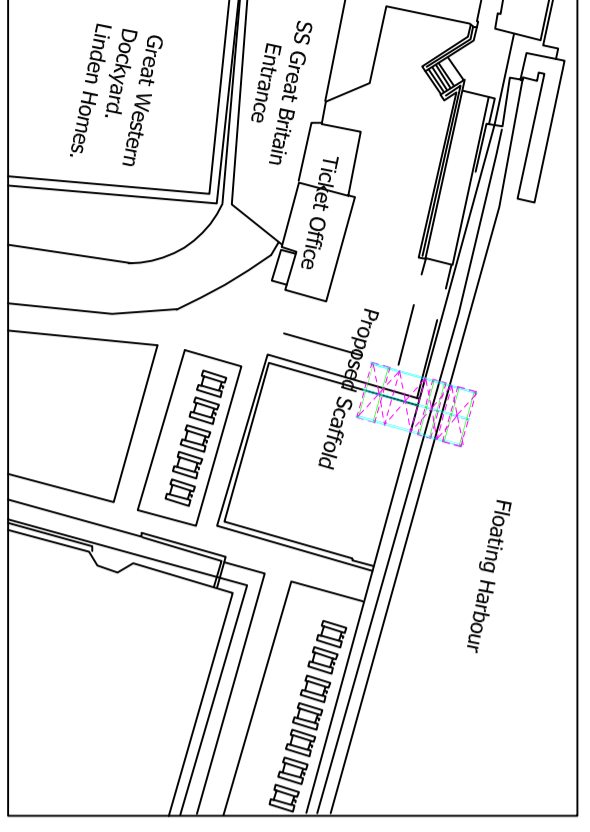 Great Western
Dockyard.
Linden Homes.
SS Great Britain
Entrance
Ticket Office
Proposed Scaffold
Floating Harbour